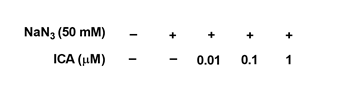 NaN₃ (50 mM) – + + + +
ICA (μM) – – 0.01 0.1 1